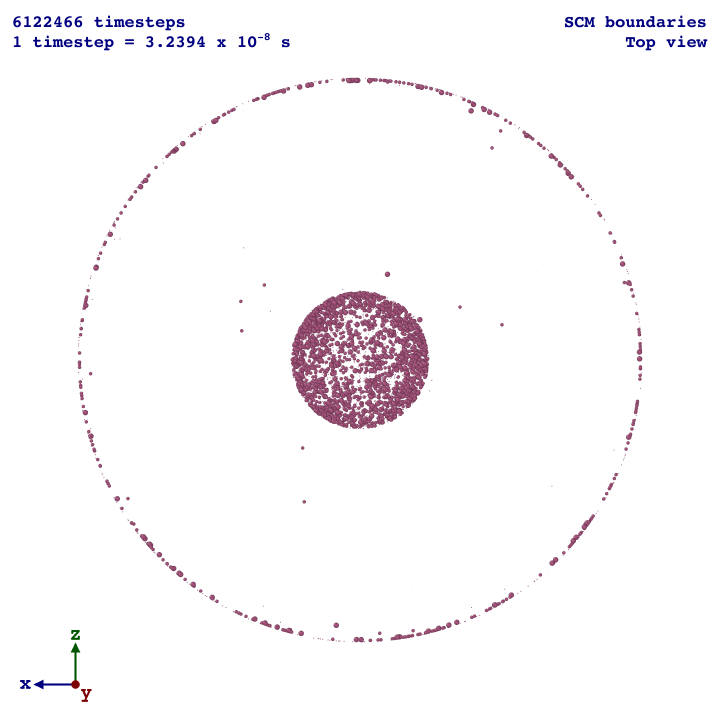 6122466 timesteps
SCM boundaries
1 timestep = 3.2394 x 10⁻⁸ s
Top view
z
x
y